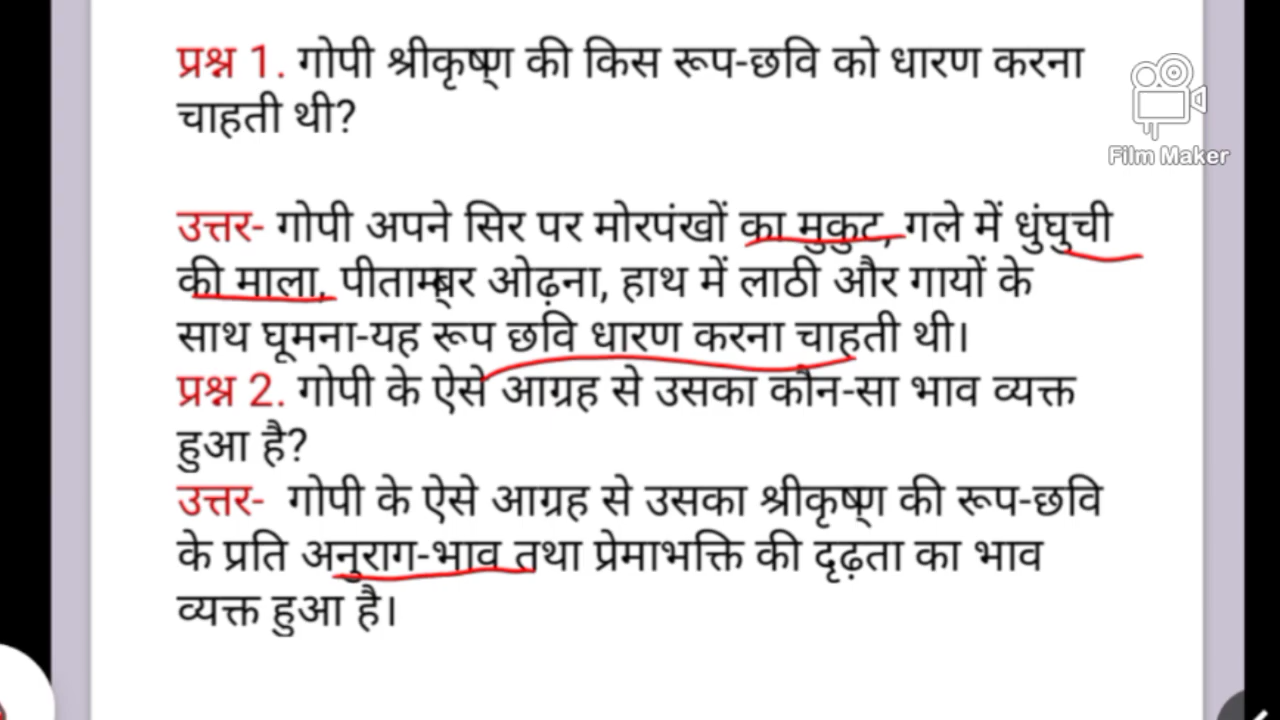 प्रश्न 1. गोपी श्रीकृष्ण की किस रूप-छवि को धारण करना
चाहती थी?
Film Maker
उत्तर- गोपी अपने सिर पर मोरपंखों का मुकुट, गले में धुंघुची
की माला, पीताम्बर ओढ़ना, हाथ में लाठी और गायों के
साथ घूमना-यह रूप छवि धारण करना चाहती थी।
प्रश्न 2. गोपी के ऐसे आग्रह से उसका कौन-सा भाव व्यक्त
हुआ है?
उत्तर- गोपी के ऐसे आग्रह से उसका श्रीकृष्ण की रूप-छवि
के प्रति अनुराग-भाव तथा प्रेमाभक्ति की दृढ़ता का भाव
व्यक्त हुआ है।